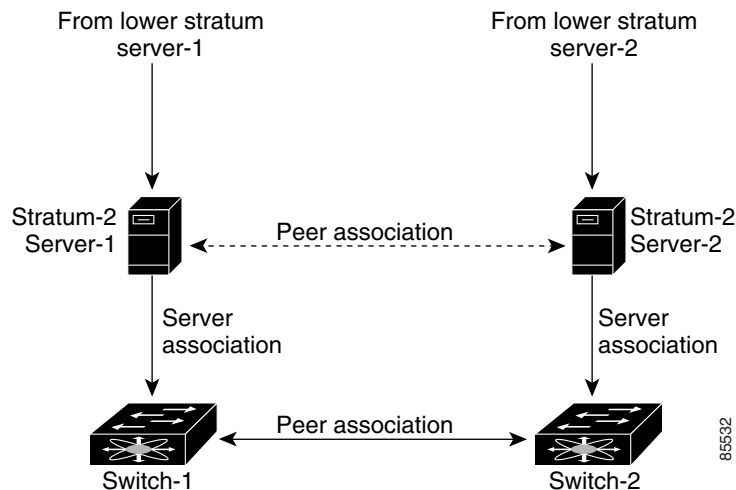 From lower stratum
server-1
From lower stratum
server-2
Stratum-2
Server-1
Peer association
Stratum-2
Server-2
Server
association
Server
association
Peer association
Switch-1
Switch-2
85532